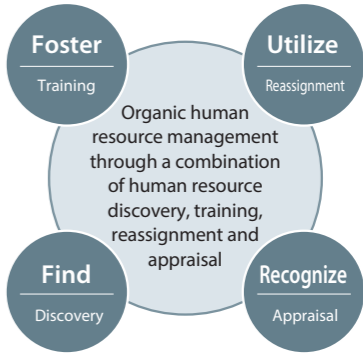 Foster
Training
Utilize
Reassignment
Organic human
resource management
through a combination
of human resource
discovery, training,
reassignment and
appraisal
Find
Discovery
Recognize
Appraisal